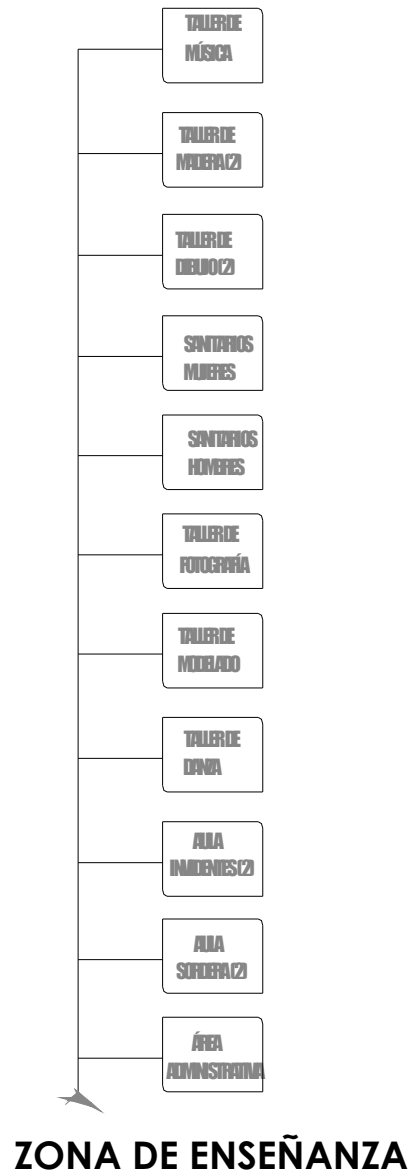 TALLER DE
MÚSICA
TALLER DE
MADERA (2)
TALLER DE
DIBUJO (2)
SANITARIOS
MUJERES
SANITARIOS
HOMBRES
TALLER DE
FOTOGRAFÍA
TALLER DE
MODELADO
TALLER DE
DANZA
AULA
INVIDENTES (2)
AULA
SORDERA (2)
ÁREA
ADMINISTRATIVA
ZONA DE ENSEÑANZA